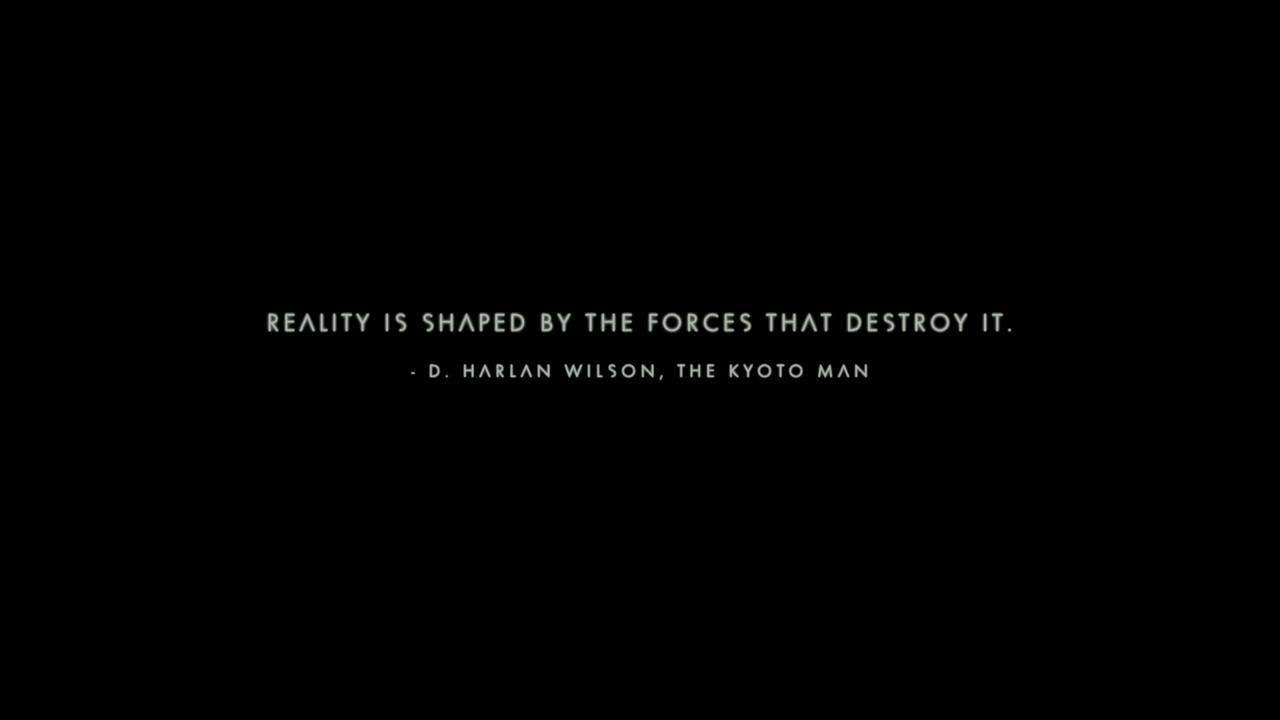 REALITY IS SHAPED BY THE FORCES THAT DESTROY IT.
- D. HARLAN WILSON, THE KYOTO MAN